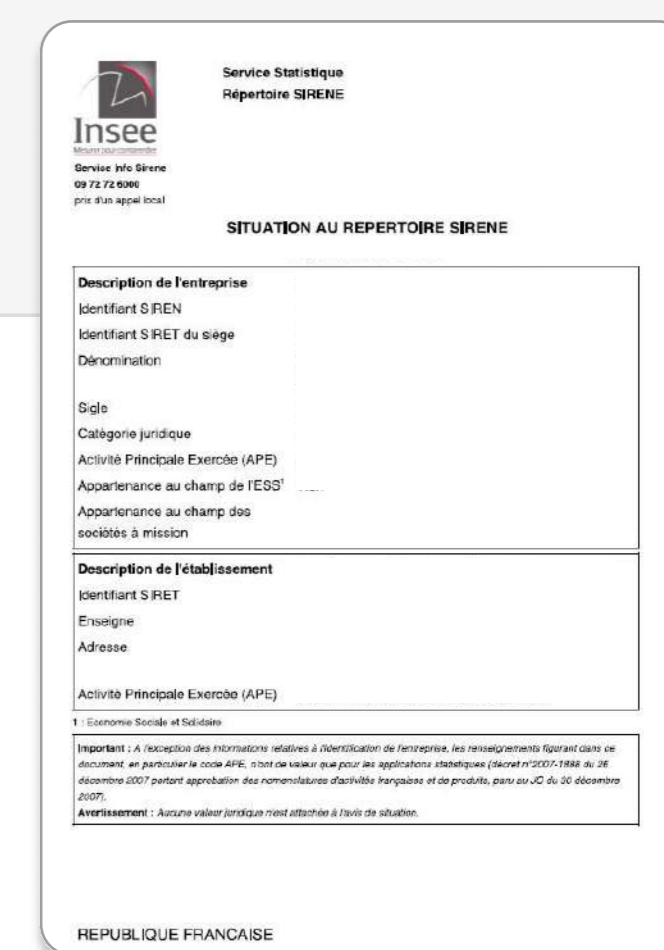 Service Statistique
Répertoire SIRENE
Insee
Mesurer pour comprendre
Service Info Sirene
09 72 72 6000
prix d'un appel local
SITUATION AU REPERTOIRE SIRENE
Description de l'entreprise
Identifiant SIREN
Identifiant SIRET du siège
Dénomination
Sigle
Catégorie juridique
Activité Principale Exercée (APE)
Appartenance au champ de l'ESS¹
Appartenance au champ des
sociétés à mission
Description de l'établissement
Identifiant SIRET
Enseigne
Adresse
Activité Principale Exercée (APE)
1 : Economie Sociale et Solidaire
Important : A l'exception des informations relatives à l'identification de l'entreprise, les renseignements figurant dans ce
document, en particulier le code APE, n'ont de valeur que pour les applications statistiques (décret n°2007-1888 du 26
décembre 2007 portant approbation des nomenclatures d'activités françaises et de produits, paru au JO du 30 décembre
2007).
Avertissement : Aucune valeur juridique n'est attachée à l'avis de situation.
REPUBLIQUE FRANCAISE